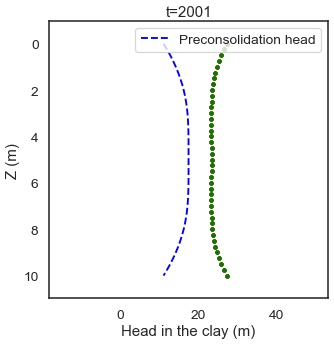 t=2001
Preconsolidation head
0
2
4
6
8
10
Z (m)
0 20 40
Head in the clay (m)